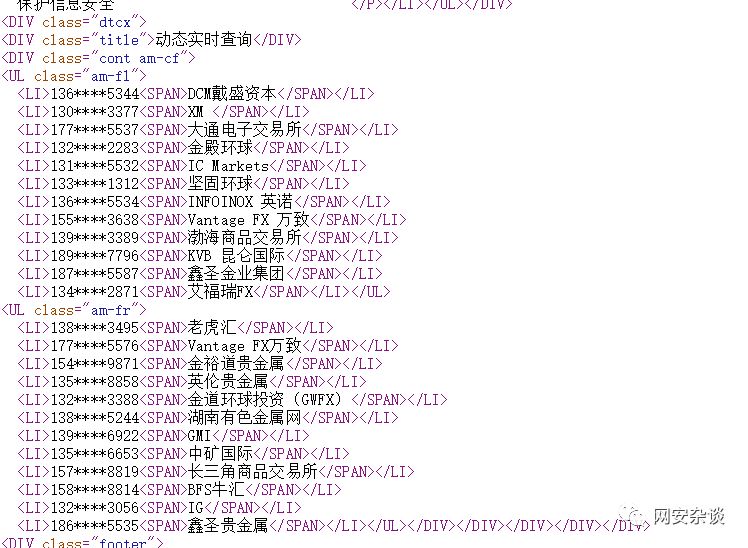 保护信息安全 </P></LI></UL></DIV>
<DIV class="dtcx">
<DIV class="title">动态实时查询</DIV>
<DIV class="cont am-cf">
<UL class="am-fl">
<LI>136****5344<SPAN>DCM戴盛资本</SPAN></LI>
<LI>130****3377<SPAN>XM </SPAN></LI>
<LI>177****5537<SPAN>大通电子交易所</SPAN></LI>
<LI>132****2283<SPAN>金殿环球</SPAN></LI>
<LI>131****5532<SPAN>IC Markets</SPAN></LI>
<LI>133****1312<SPAN>坚固环球</SPAN></LI>
<LI>136****5534<SPAN>INFOINOX 英诺</SPAN></LI>
<LI>155****3638<SPAN>Vantage FX 万致</SPAN></LI>
<LI>139****3389<SPAN>渤海商品交易所</SPAN></LI>
<LI>189****7796<SPAN>KVB 昆仑国际</SPAN></LI>
<LI>187****5587<SPAN>鑫圣金业集团</SPAN></LI>
<LI>134****2871<SPAN>艾福瑞FX</SPAN></LI></UL>
<UL class="am-fr">
<LI>138****3495<SPAN>老虎汇</SPAN></LI>
<LI>177****5576<SPAN>Vantage FX万致</SPAN></LI>
<LI>154****9871<SPAN>金裕道贵金属</SPAN></LI>
<LI>135****8858<SPAN>英伦贵金属</SPAN></LI>
<LI>132****3388<SPAN>金道环球投资（GWFX）</SPAN></LI>
<LI>138****5244<SPAN>湖南有色金属网</SPAN></LI>
<LI>139****6922<SPAN>GMI</SPAN></LI>
<LI>135****6653<SPAN>中矿国际</SPAN></LI>
<LI>157****8819<SPAN>长三角商品交易所</SPAN></LI>
<LI>158****8814<SPAN>BFS牛汇</SPAN></LI>
<LI>132****3056<SPAN>IG</SPAN></LI>
<LI>186****5535<SPAN>鑫圣贵金属</SPAN></LI></UL></DIV></DIV></DIV></DIV></DIV>
<DIV class="footer">
网安杂谈